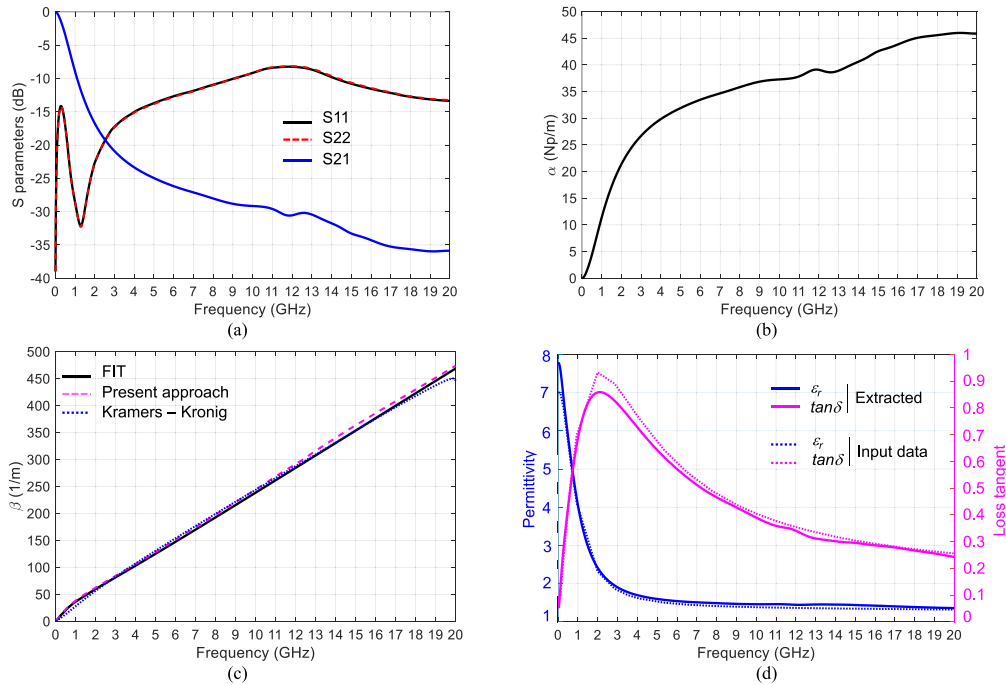 0
-5
-10
-15
-20
-25
-30
-35
-40
S parameters (dB)
S11
S22
S21
0 1 2 3 4 5 6 7 8 9 10 11 12 13 14 15 16 17 18 19 20
Frequency (GHz)
(a)
50
45
40
35
30
25
20
15
10
5
0
α (Np/m)
0 1 2 3 4 5 6 7 8 9 10 11 12 13 14 15 16 17 18 19 20
Frequency (GHz)
(b)
500
450
400
350
300
250
200
150
100
50
0
β (1/m)
FIT
Present approach
Kramers – Kronig
0 1 2 3 4 5 6 7 8 9 10 11 12 13 14 15 16 17 18 19 20
Frequency (GHz)
(c)
8
7
6
5
4
3
2
1
Permittivity
εr
tanδ
Extracted
εr
tanδ
Input data
1
0.9
0.8
0.7
0.6
0.5
0.4
0.3
0.2
0.1
0
Loss tangent
0 1 2 3 4 5 6 7 8 9 10 11 12 13 14 15 16 17 18 19 20
Frequency (GHz)
(d)